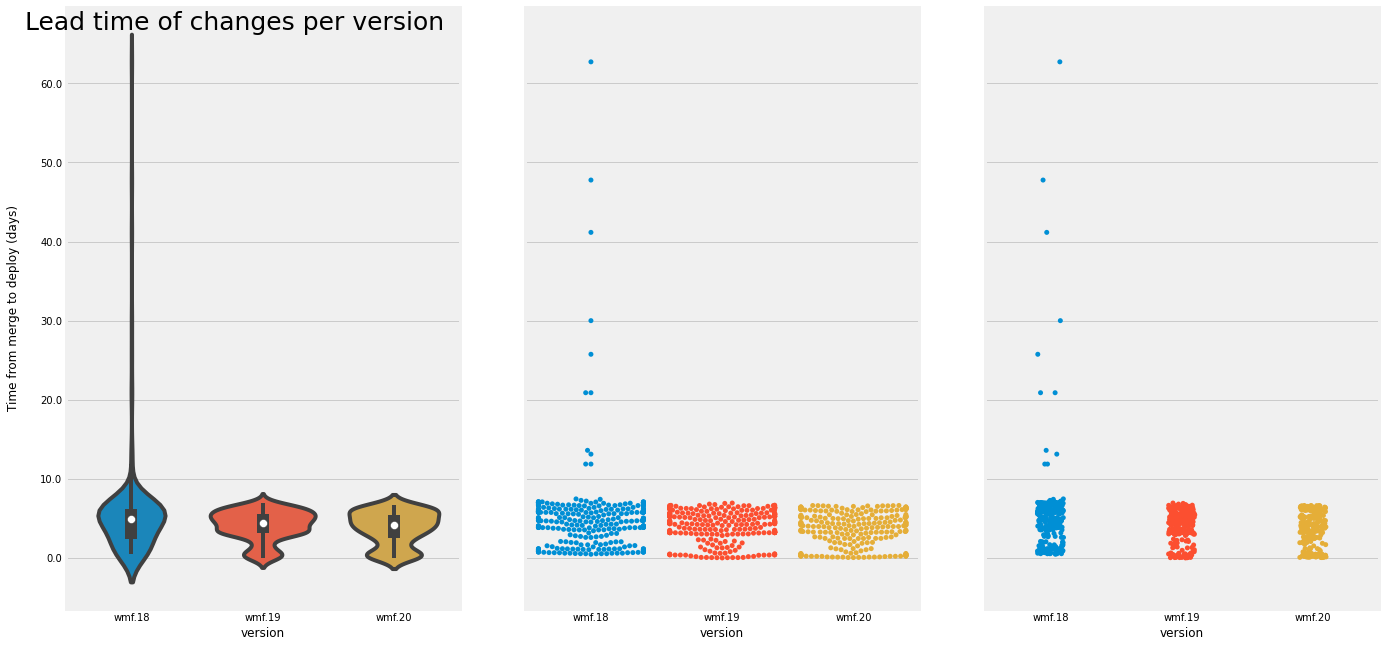 Lead time of changes per version
Time from merge to deploy (days)
60.0
50.0
40.0
30.0
20.0
10.0
0.0
wmf.18 wmf.19 wmf.20
version
wmf.18 wmf.19 wmf.20
version
wmf.18 wmf.19 wmf.20
version